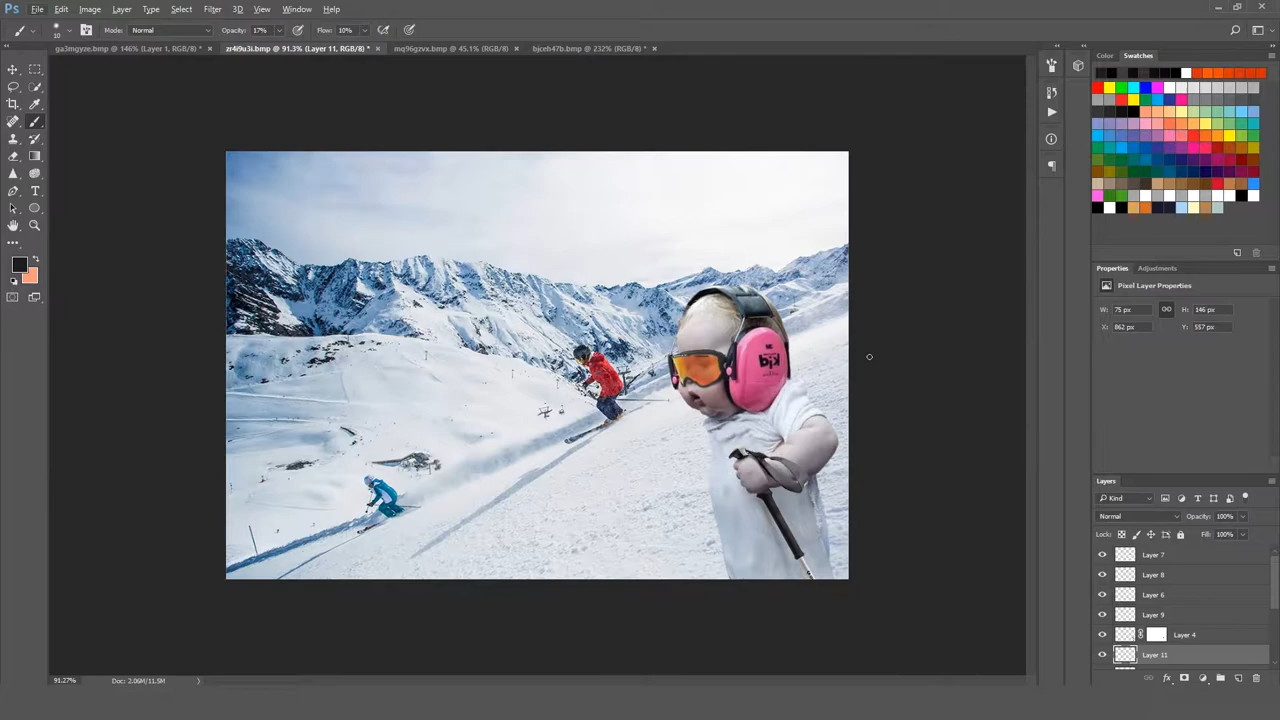 Ps File Edit Image Layer Type Select Filter 3D View Window Help
10 Mode: Normal Opacity: 17% Flow: 10%
ga3mgyze.bmp @ 146% (Layer 1, RGB/8) * × zr4i9u3i.bmp @ 91.3% (Layer 11, RGB/8) * × mq96gzvx.bmp @ 45.1% (RGB/8) × bjceh47b.bmp @ 232% (RGB/8) * ×
Color Swatches
Properties Adjustments
Pixel Layer Properties
W: 75 px H: 146 px
X: 862 px Y: 557 px
kid
Layers
Kind
Normal Opacity: 100%
Lock: Fill: 100%
Layer 7
Layer 8
Layer 6
Layer 9
Layer 4
Layer 11
91.27% Doc: 2.06M/11.5M